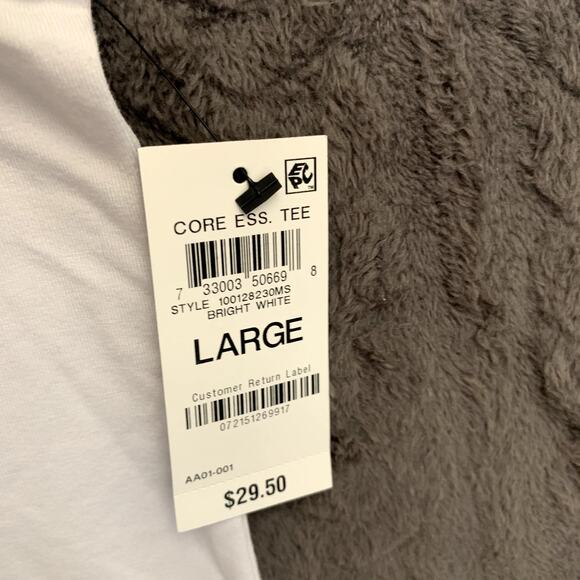 EPC™
CORE ESS. TEE
7 33003 50669 8
STYLE 100128230MS
BRIGHT WHITE
LARGE
Customer Return Label
072151269917
AA01-001
$29.50